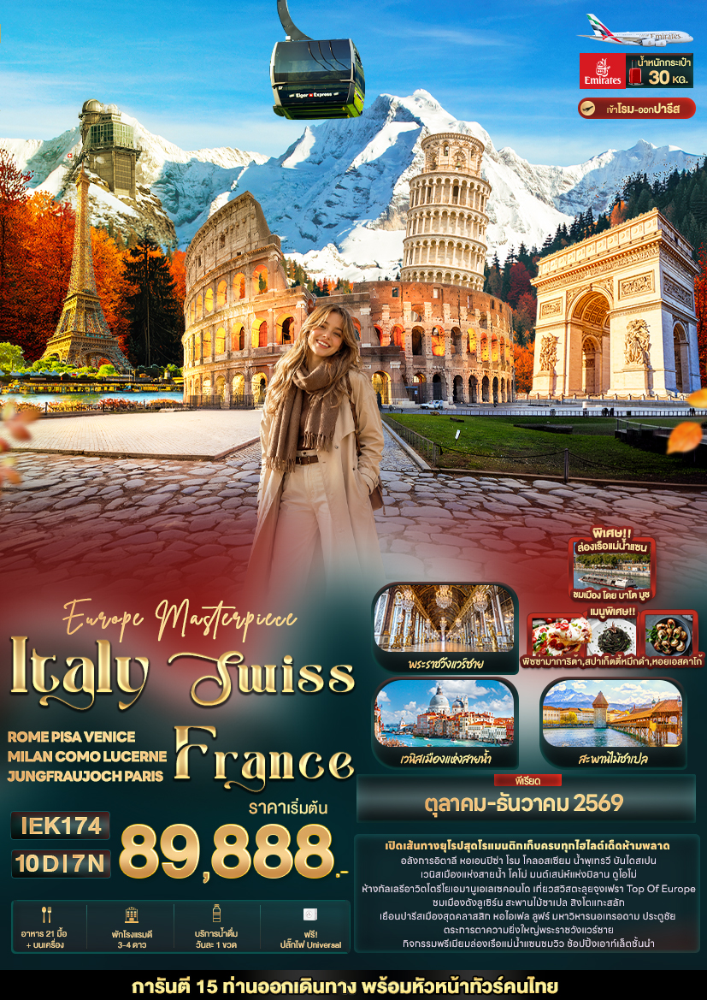 Emirates
Emirates
น้ำหนักกระเป๋า
30 KG.
เข้าโรม-ออกปารีส
Eiger Express
พิเศษ!!
ล่องเรือแม่น้ำแซน
ชมเมือง โดย บาโต มูช
เมนูพิเศษ!!
พิซซามาการิตา,สปาเก็ตตี้หมึกดำ,หอยเอสคาโก้
Europe Masterpiece
Italy Swiss
France
ROME PISA VENICE
MILAN COMO LUCERNE
JUNGFRAUJOCH PARIS
พระราชวังแวร์ซาย
เวนิสเมืองแห่งสายน้ำ
สะพานไม้ชาเปล
พีเรียด
ตุลาคม-ธันวาคม 2569
ราคาเริ่มต้น
IEK174
10D17N
89,888.-
เปิดเส้นทางยุโรปสุดโรแมนติกเก็บครบทุกไฮไลต์เด็ดห้ามพลาด
อลังการอิตาลี หอเอนปิซ่า โรม โคลอสเซียม น้ำพุเทรวี บันไดสเปน
เวนิสเมืองแห่งสายน้ำ โคโม่ มนต์เสน่ห์แห่งมิลาน ดูโอโม่
ห้างกัลเลรีอาวิตโตรีโยเอมานูเอเลเซคอนโด เที่ยวสวิสตะลุยจุงเฟรา Top Of Europe
ชมเมืองดังลูเซิร์น สะพานไม้ชาเปล สิงโตแกะสลัก
เยือนปารีสเมืองสุดคลาสสิก หอไอเฟล ลูฟร์ มหาวิหารนอเทรอดาม ประตูชัย
ตระการตาความยิ่งใหญ่พระราชวังแวร์ซาย
กิจกรรมพรีเมียมล่องเรือแม่น้ำแซนชมวิว ช้อปปิ้งเอาท์เล็ตชั้นนำ
อาหาร 21 มื้อ
+ บนเครื่อง
พักโรงแรมดี
3-4 ดาว
บริการน้ำดื่ม
วันละ 1 ขวด
ฟรี!
ปลั๊กไฟ Universal
การันตี 15 ท่านออกเดินทาง พร้อมหัวหน้าทัวร์คนไทย